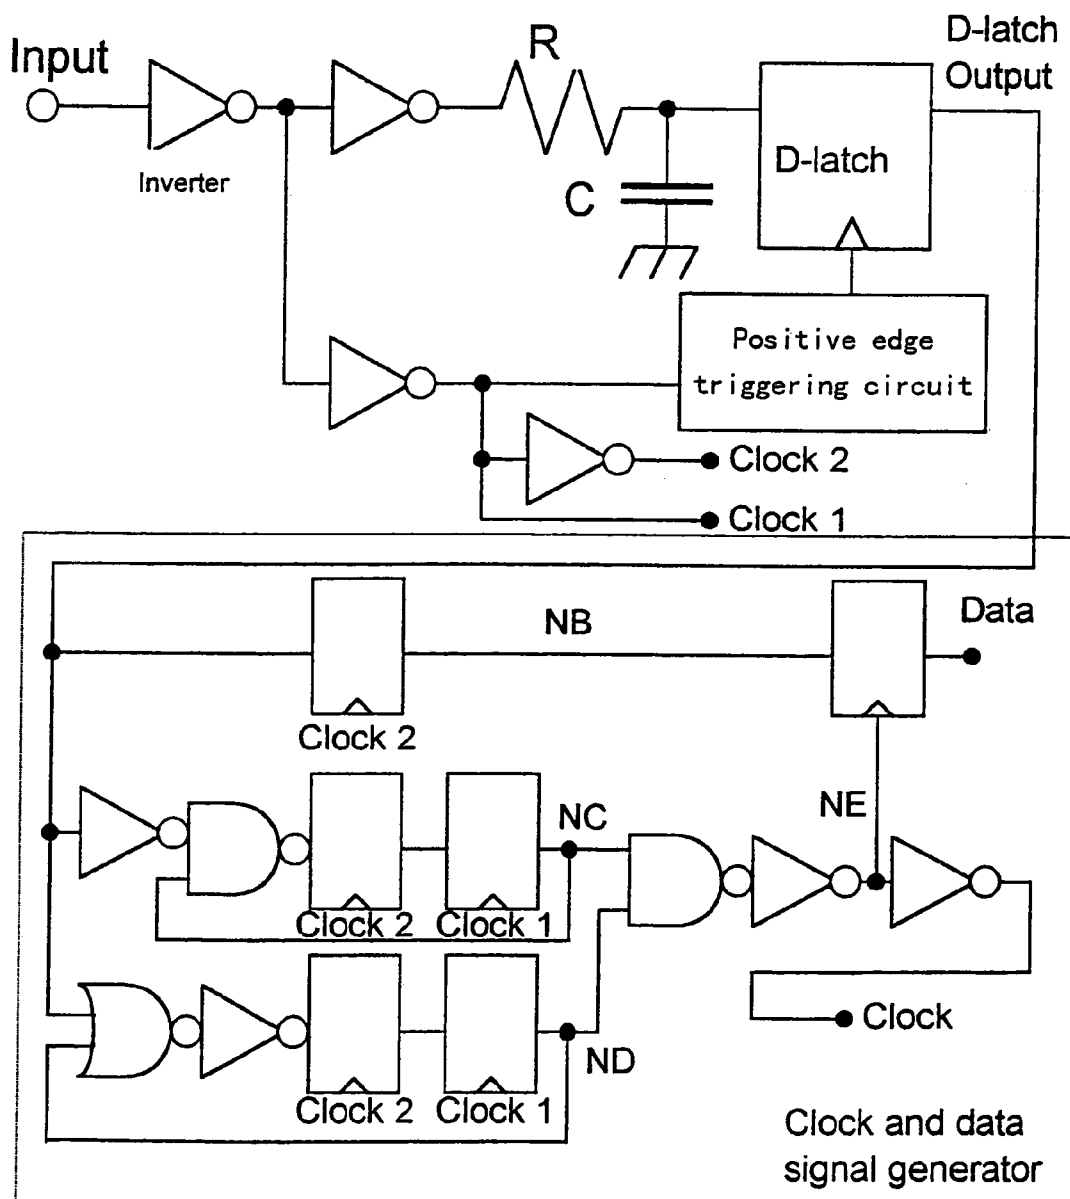 Input
R
D-latch
Output
Inverter
C
D-latch
Positive edge
triggering circuit
Clock 2
Clock 1
NB
Data
Clock 2
NC
NE
Clock 2
Clock 1
Clock
ND
Clock 2
Clock 1
Clock and data
signal generator